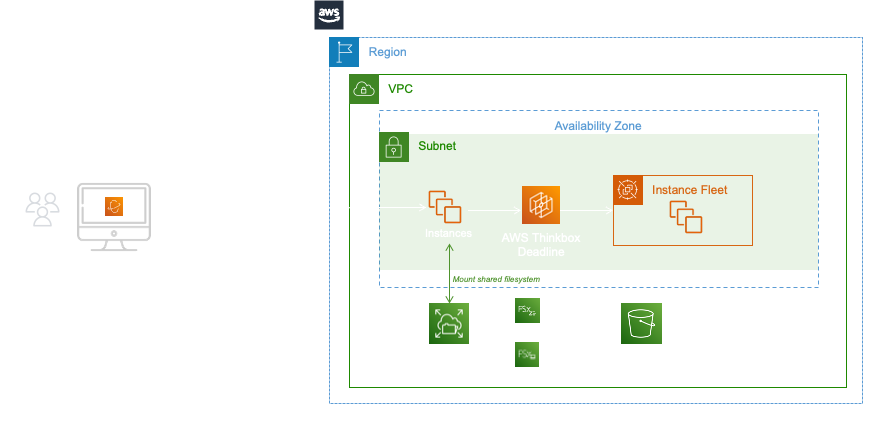 aws
Region
VPC
Availability Zone
Subnet
Instance Fleet
Instances
AWS Thinkbox
Deadline
Mount shared filesystem
FSx
FSx